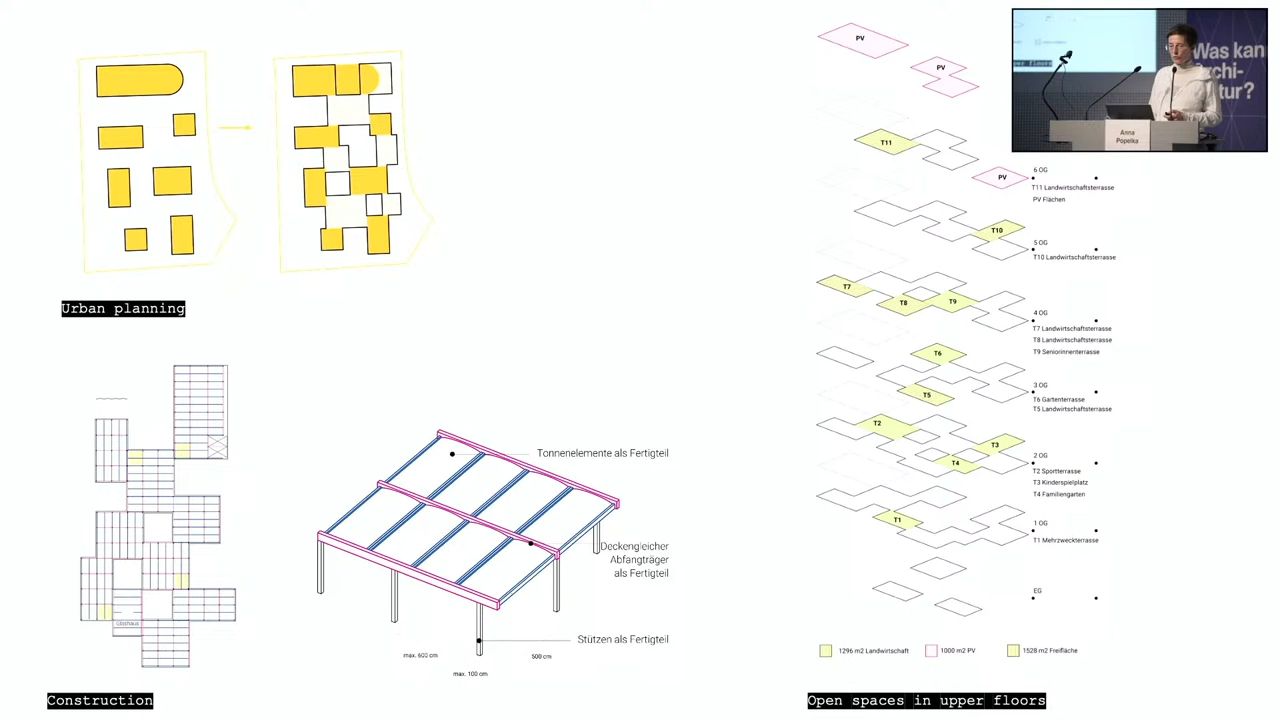 Urban planning
Glashaus
Construction
Tonnenelemente als Fertigteil
Deckengleicher
Abfangträger
als Fertigteil
Stützen als Fertigteil
max. 600 cm
500 cm
max. 100 cm
PV
PV
T11
PV
6 OG
T11 Landwirtschaftsterrasse
PV Flächen
T10
5 OG
T10 Landwirtschaftsterrasse
T7
T8
T9
4 OG
T7 Landwirtschaftsterrasse
T8 Landwirtschaftsterrasse
T9 Seniorinnenterrasse
T6
T5
3 OG
T6 Gartenterrasse
T5 Landwirtschaftsterrasse
T2
T3
T4
2 OG
T2 Sportterrasse
T3 Kinderspielplatz
T4 Familiengarten
T1
1 OG
T1 Mehrzweckterrasse
EG
1296 m2 Landwirtschaft
1000 m2 PV
1528 m2 Freifläche
Open spaces in upper floors
per floors
Was kan
rchi-
tur?
Anna
Popelka